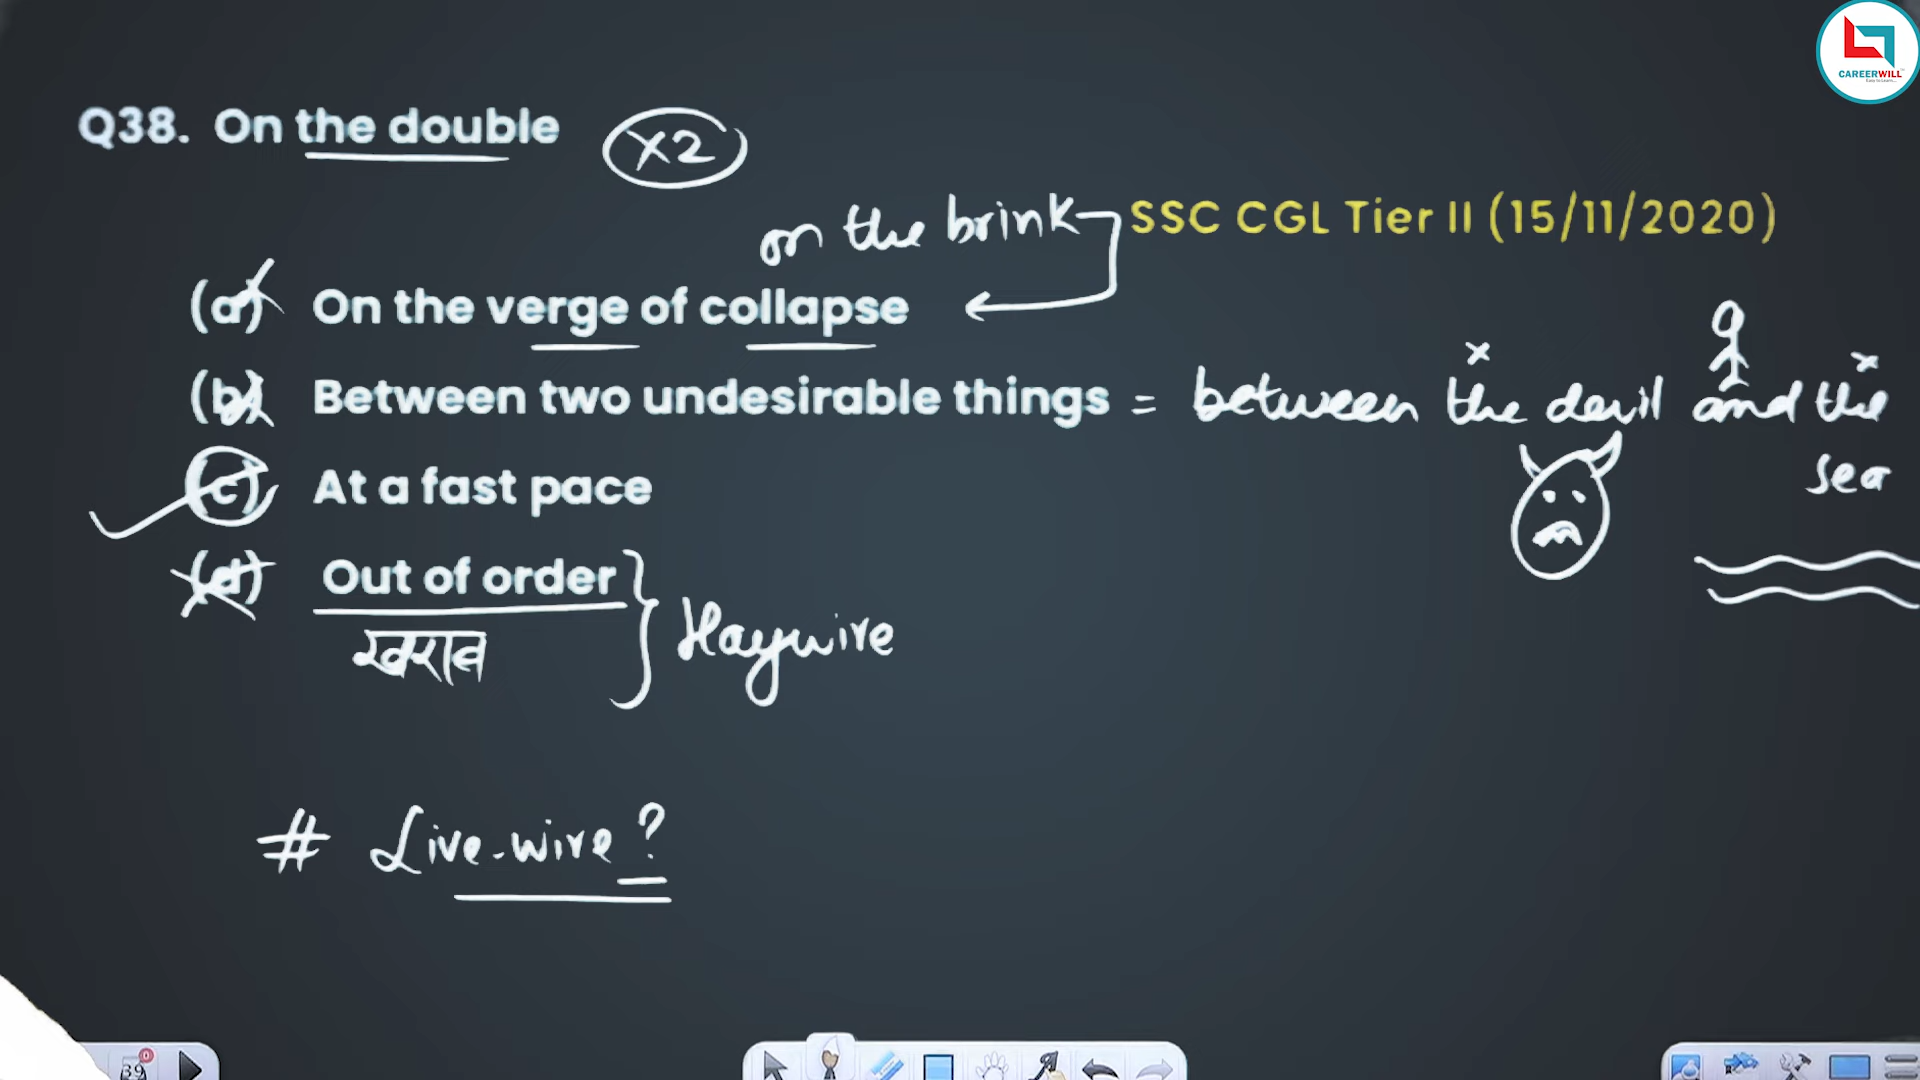 CAREERWILL
Q38. On the double X2
on the brink SSC CGL Tier II (15/11/2020)
(a) On the verge of collapse
(b) Between two undesirable things = between the devil and the
sea
(c) At a fast pace
(d) Out of order
खराब Haywire
# Live-wire ?
39